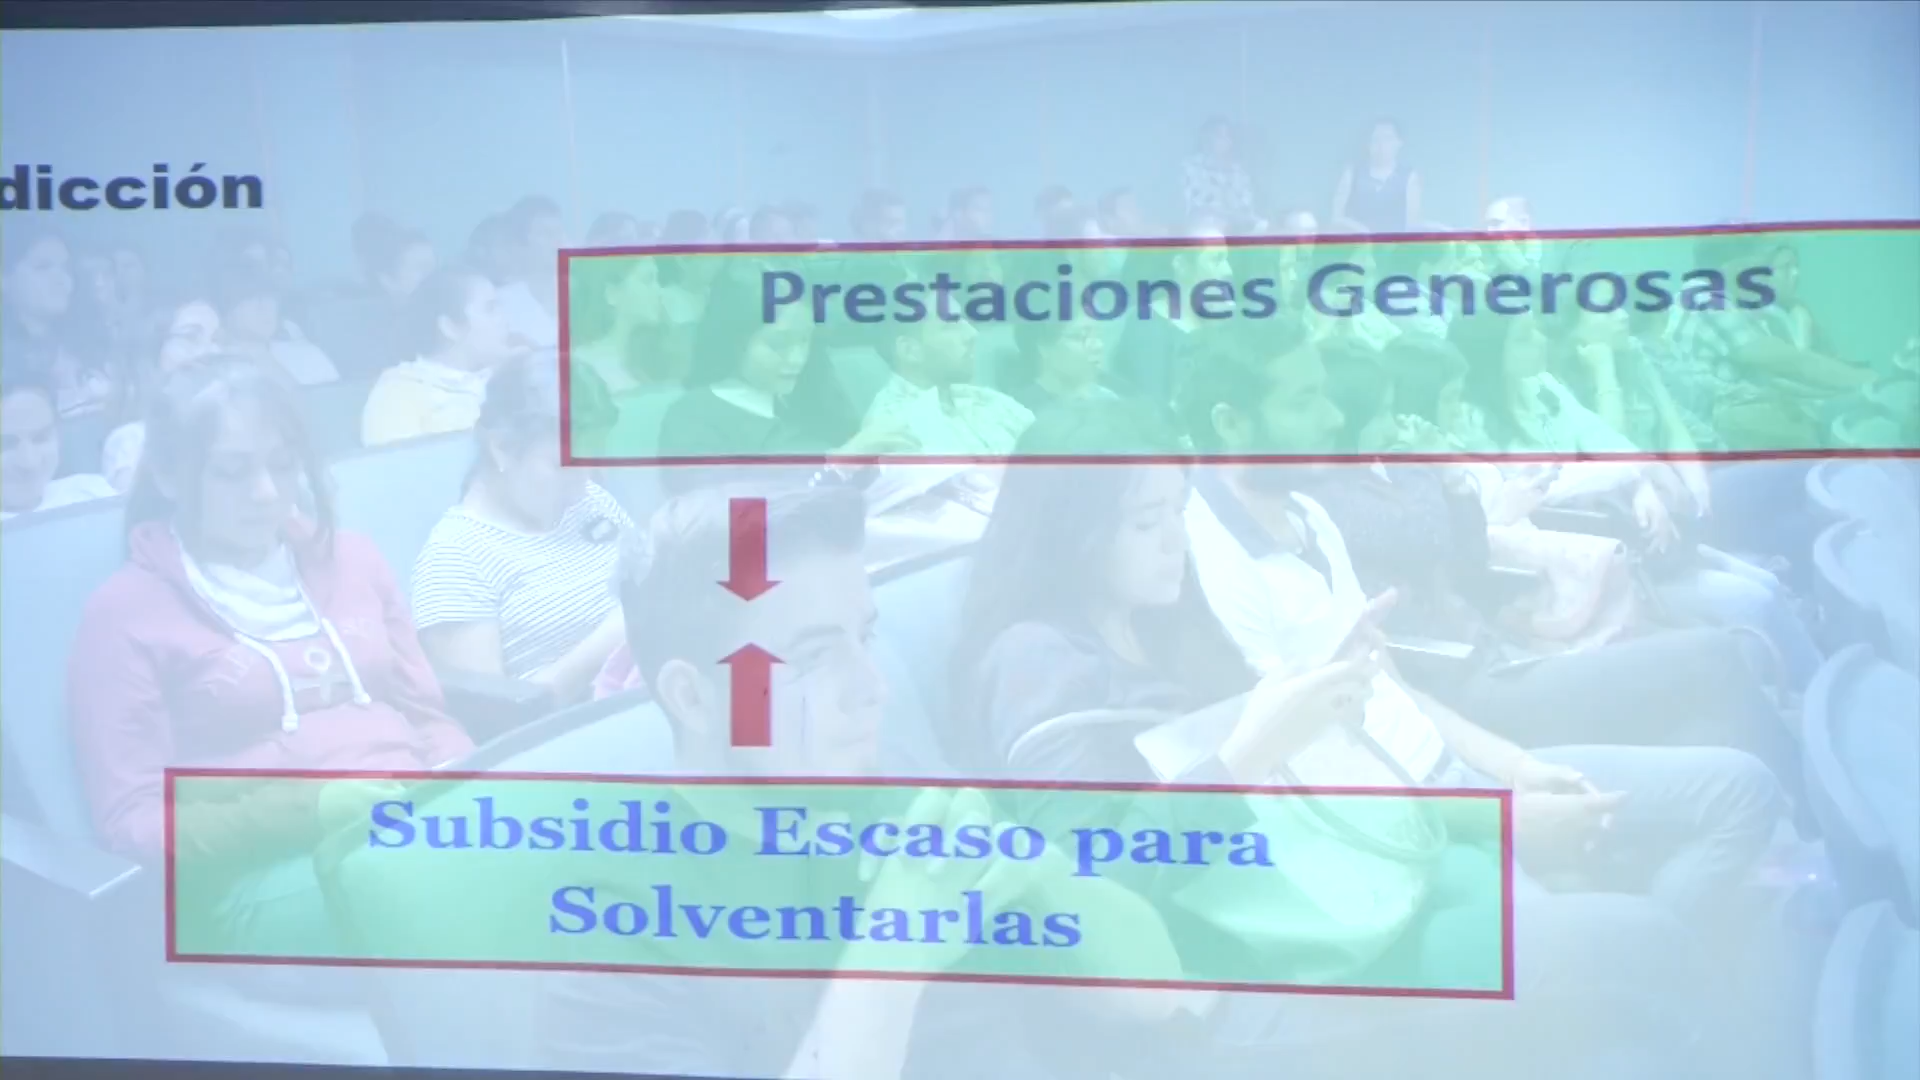 dicción
Prestaciones Generosas
Subsidio Escaso para
Solventarlas